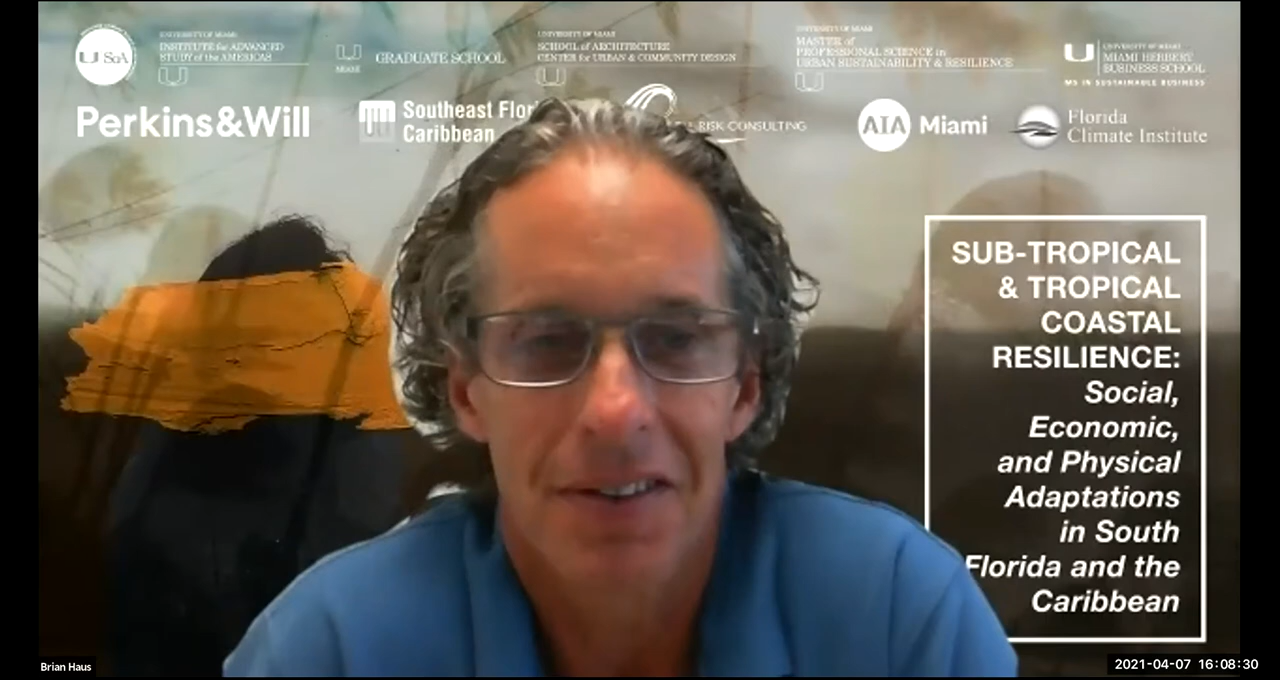 U SoA
UNIVERSITY OF MIAMI
INSTITUTE for ADVANCED
STUDY of the AMERICAS
U
MIAMI
GRADUATE SCHOOL
UNIVERSITY OF MIAMI
SCHOOL of ARCHITECTURE
CENTER for URBAN & COMMUNITY DESIGN
UNIVERSITY OF MIAMI
MASTER of
PROFESSIONAL SCIENCE in
URBAN SUSTAINABILITY & RESILIENCE
UNIVERSITY OF MIAMI
MIAMI HERBERT
BUSINESS SCHOOL
MS IN SUSTAINABLE BUSINESS
Perkins&Will
ULI
Southeast Flor
Caribbean
RISK CONSULTING
AIA Miami
Florida
Climate Institute
SUB-TROPICAL
& TROPICAL
COASTAL
RESILIENCE:
Social,
Economic,
and Physical
Adaptations
in South
Florida and the
Caribbean
Brian Haus
2021-04-07 16:08:30